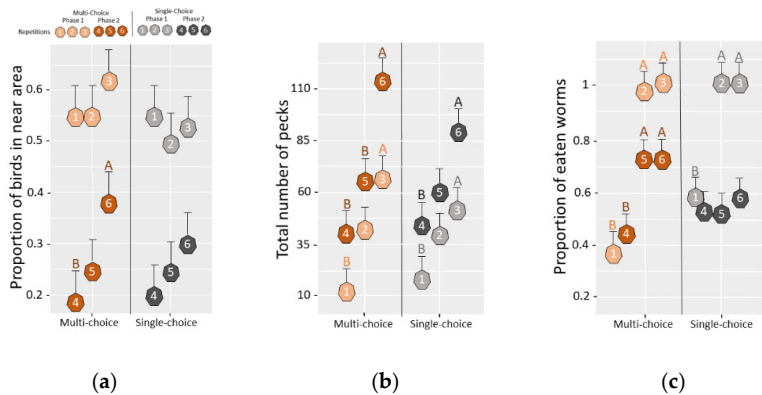 Multi-Choice Single-Choice
Phase 1 Phase 2 Phase 1 Phase 2
Repetitions 1 2 3 4 5 6 1 2 3 4 5 6
Proportion of birds in near area
0.6
0.5
0.4
0.3
0.2
1
2
3
A
6
B
4
5
1
2
3
4
5
6
Multi-choice Single-choice
(a)
Total number of pecks
110
85
60
35
10
A
6
B
5
A
3
B
4
2
B
1
A
6
5
B
4
A
3
2
B
1
Multi-choice Single-choice
(b)
Proportion of eaten worms
1
0.8
0.6
0.4
0.2
A
2
A
3
A
5
A
6
B
4
B
1
A
2
A
3
B
1
4
5
6
Multi-choice Single-choice
(c)